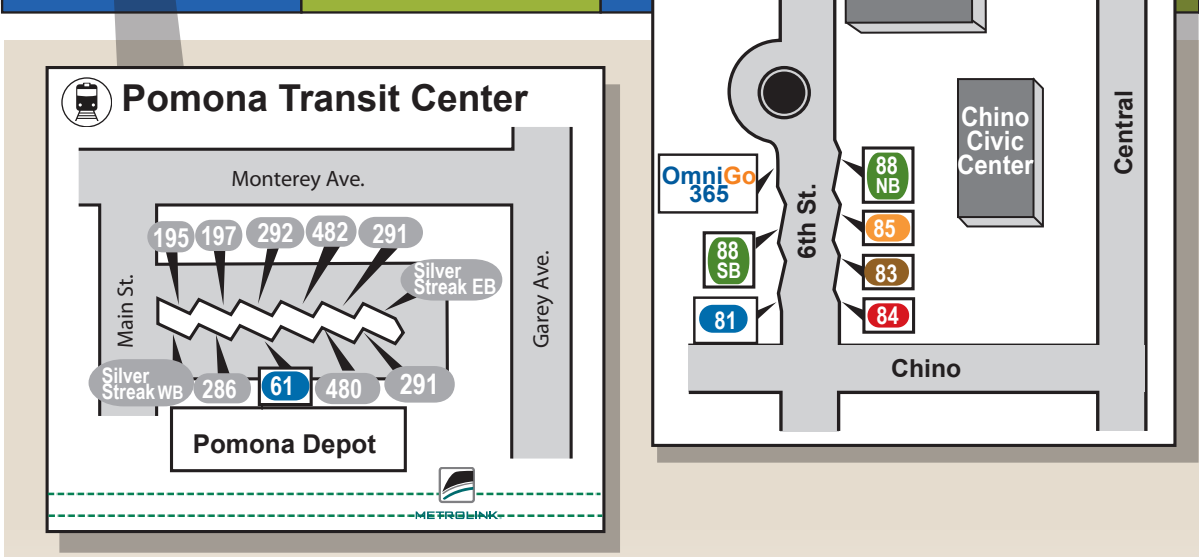 Pomona Transit Center
Monterey Ave.
195
197
292
482
291
Silver
Streak EB
Main St.
Garey Ave.
Silver
Streak WB
286
61
480
291
Pomona Depot
METROLINK
OmniGo
365
88
NB
Chino
Civic
Center
Central
6th St.
85
88
SB
83
81
84
Chino